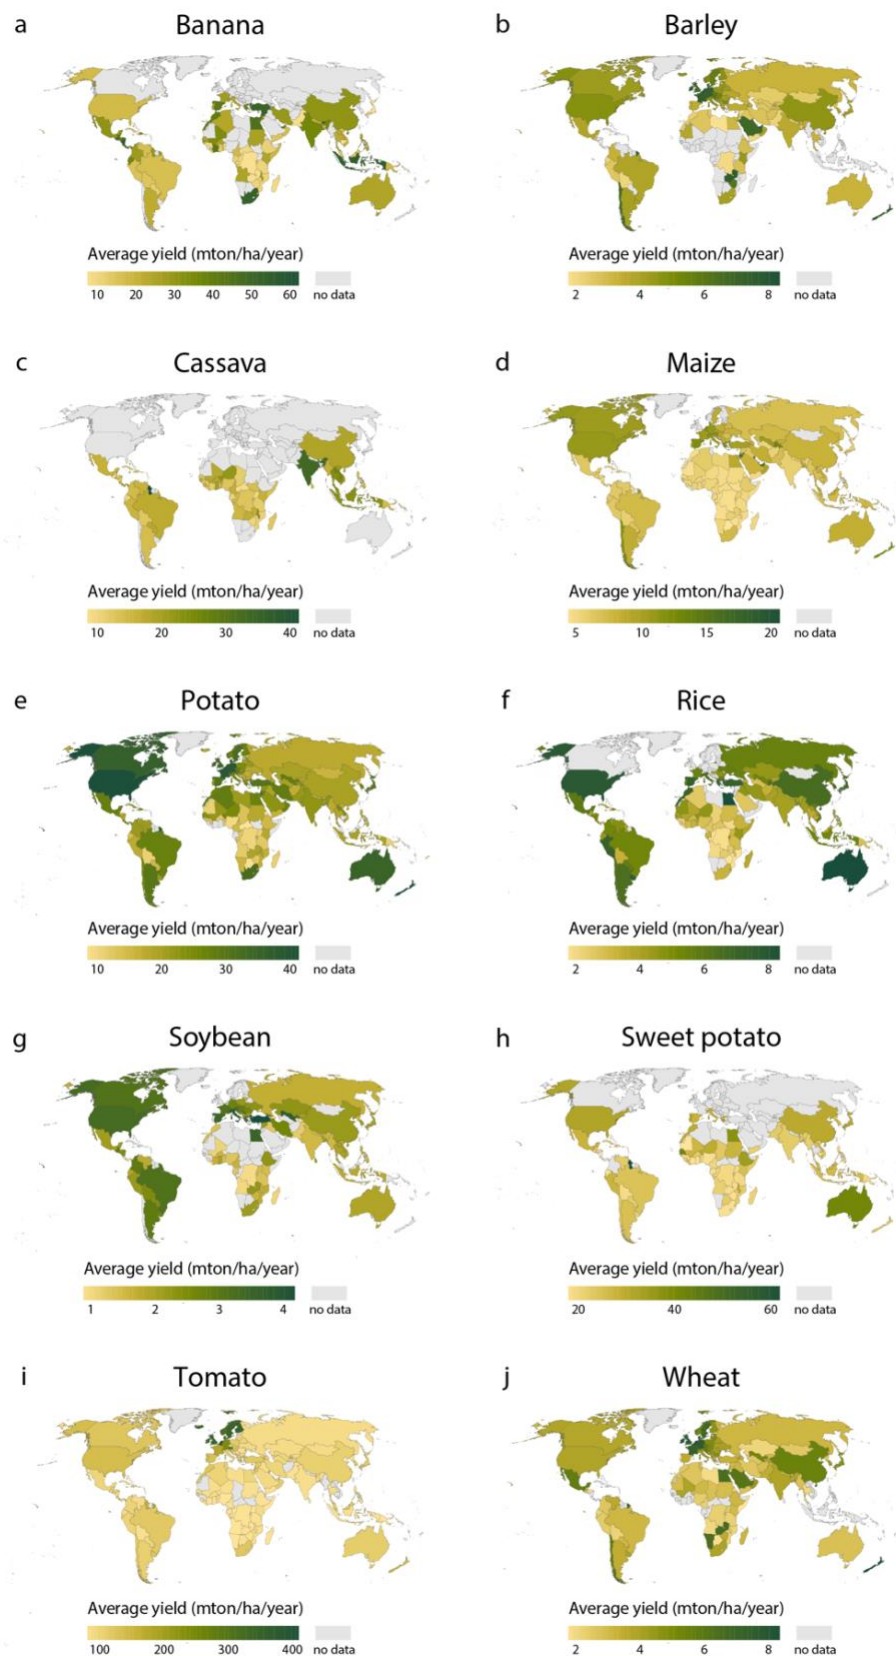 a Banana
Average yield (mton/ha/year)
10 20 30 40 50 60 no data
b Barley
Average yield (mton/ha/year)
2 4 6 8 no data
c Cassava
Average yield (mton/ha/year)
10 20 30 40 no data
d Maize
Average yield (mton/ha/year)
5 10 15 20 no data
e Potato
Average yield (mton/ha/year)
10 20 30 40 no data
f Rice
Average yield (mton/ha/year)
2 4 6 8 no data
g Soybean
Average yield (mton/ha/year)
1 2 3 4 no data
h Sweet potato
Average yield (mton/ha/year)
20 40 60 no data
i Tomato
Average yield (mton/ha/year)
100 200 300 400 no data
j Wheat
Average yield (mton/ha/year)
2 4 6 8 no data